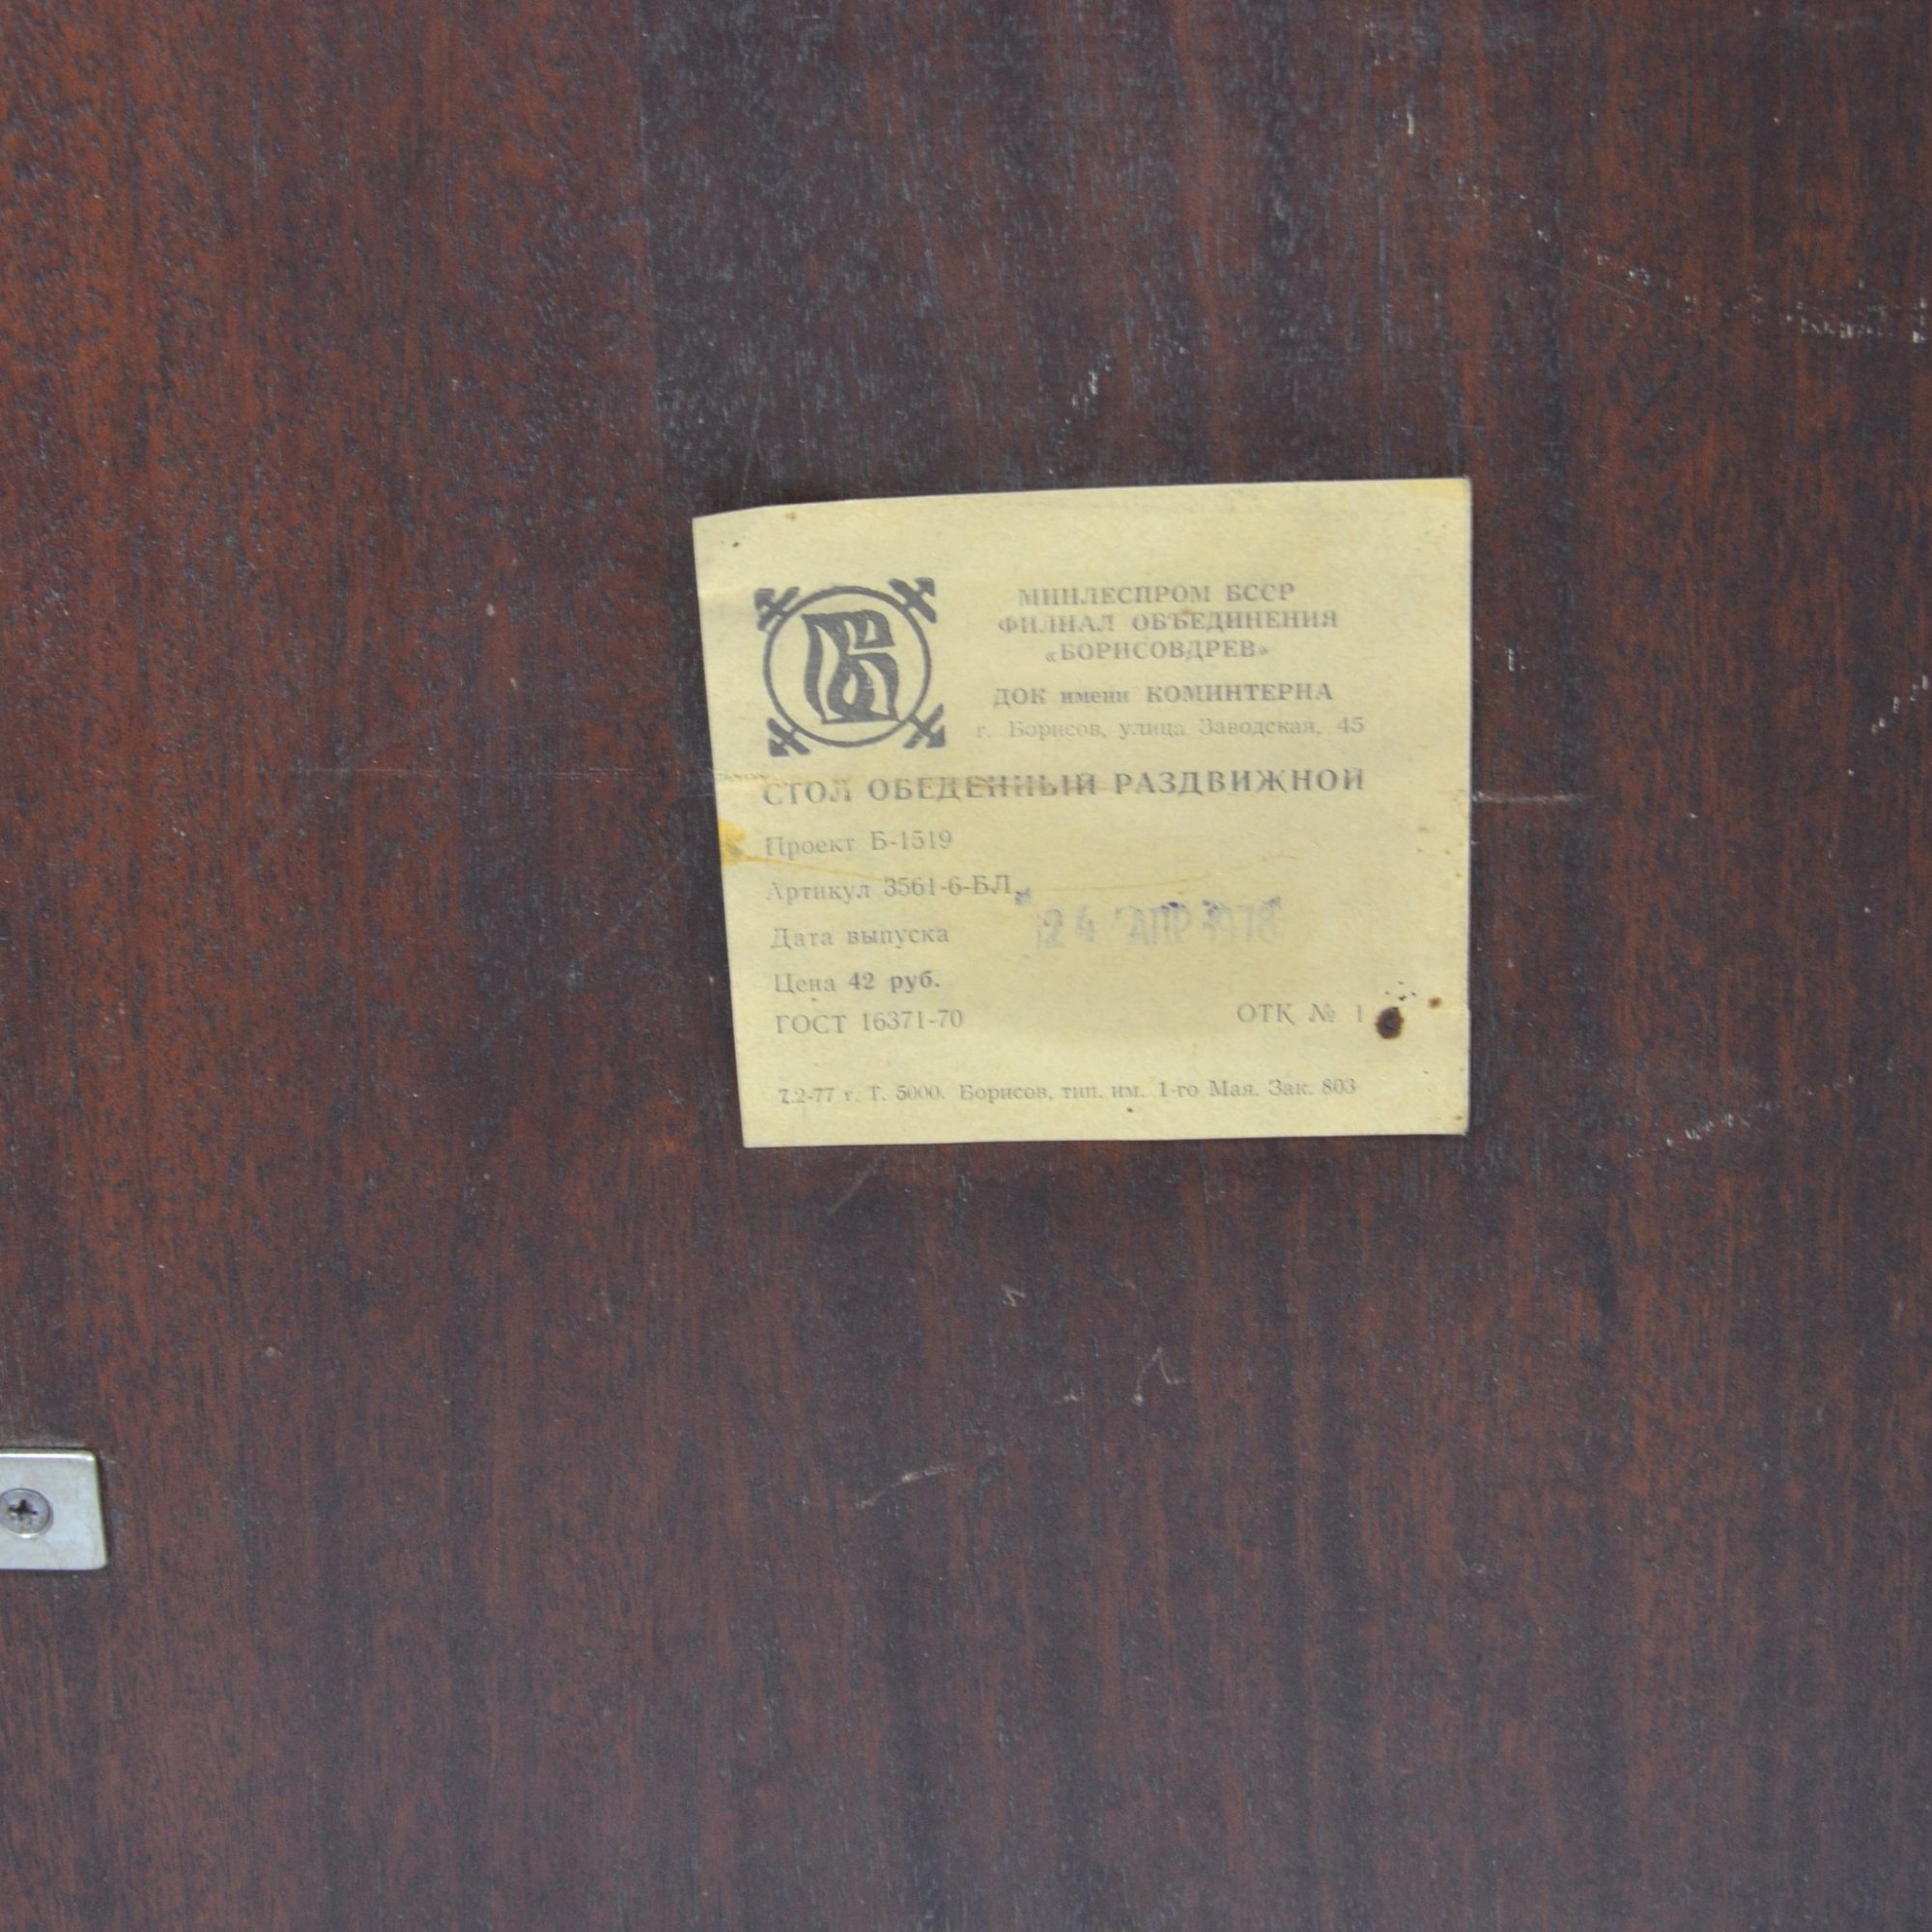 МИНЛЕСПРОМ БССР
ФИЛИАЛ ОБЪЕДИНЕНИЯ
«БОРИСОВДРЕВ»
ДОК имени КОМИНТЕРНА
г. Борисов, улица Заводская, 45
СТОЛ ОБЕДЕННЫЙ РАЗДВИЖНОЙ
Проект Б-1519
Артикул 3561-6-БЛ
Дата выпуска 24 АПР 1978
Цена 42 руб.
ГОСТ 16371-70 ОТК № 1
7.2-77 г. Т. 5000. Борисов, тип. им. 1-го Мая. Зак. 803